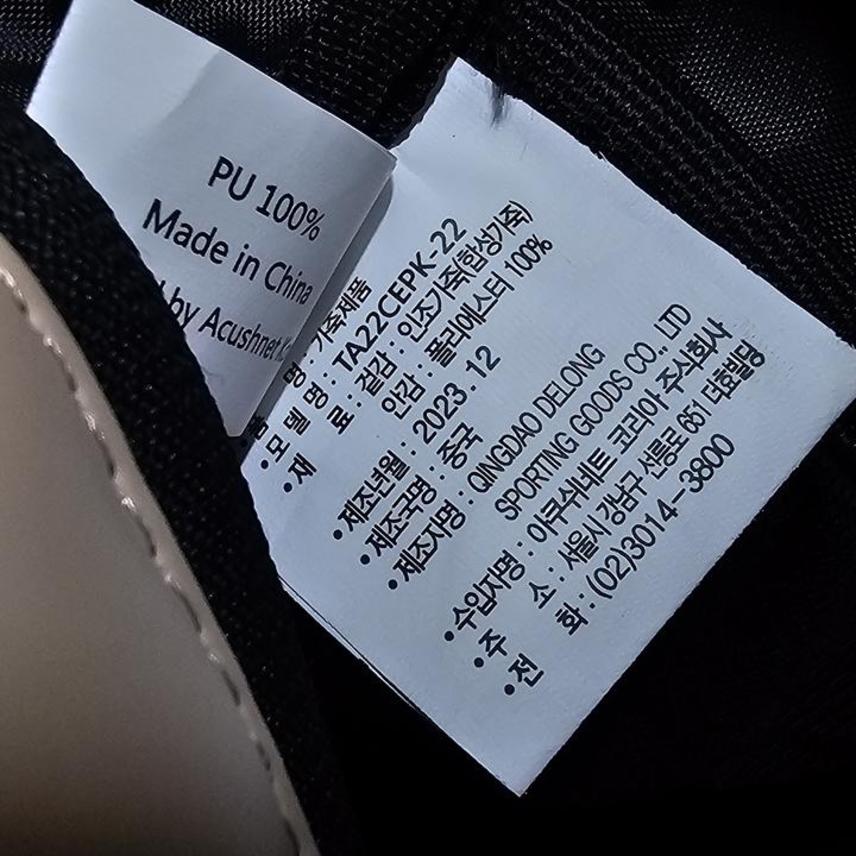 PU 100%
Made in China
by Acushnet
명 : 가죽제품
• 모 델 명 : TA22CEPK-22
• 재 료 : 겉감 : 인조가죽(합성가죽)
안감 : 폴리에스터 100%
• 제조년월 : 2023. 12
• 제조국명 : 중국
• 제조자명 : QINGDAO DELONG
SPORTING GOODS CO., LTD
• 수입자명 : 아쿠쉬네트 코리아 주식회사
• 주 소 : 서울시 강남구 선릉로 651 대효빌딩
• 전 화 : (02)3014-3800